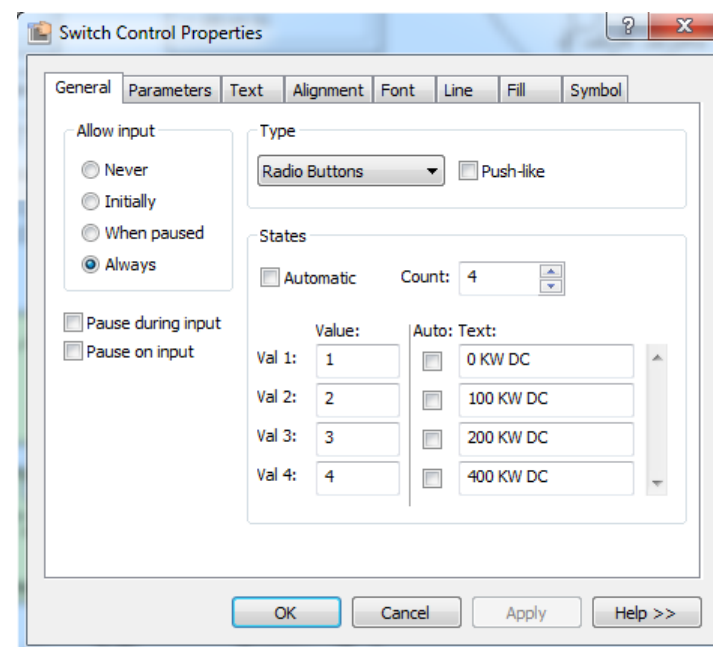 Switch Control Properties
?
X
General Parameters Text Alignment Font Line Fill Symbol
Allow input
Never
Initially
When paused
Always
Pause during input
Pause on input
Type
Radio Buttons
Push-like
States
Automatic Count: 4
Value: Auto: Text:
Val 1: 1 0 KW DC
Val 2: 2 100 KW DC
Val 3: 3 200 KW DC
Val 4: 4 400 KW DC
OK Cancel Apply Help >>